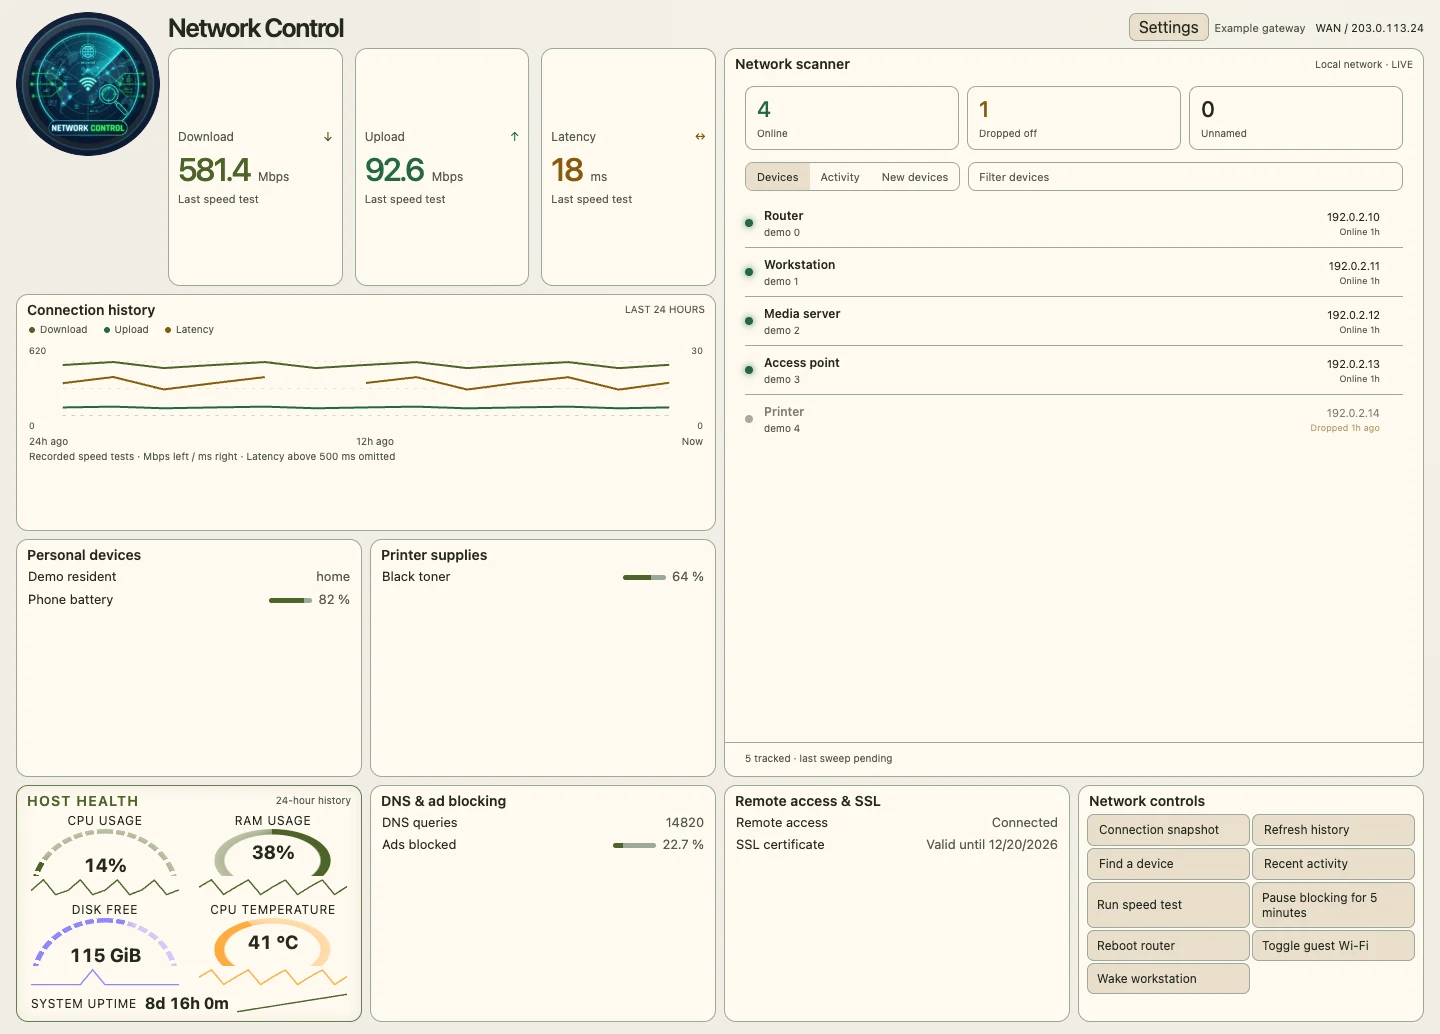 NETWORK CONTROL
Network Control
Settings
Example gateway
WAN / 203.0.113.24
Download ↓
581.4 Mbps
Last speed test
Upload ↑
92.6 Mbps
Last speed test
Latency ↔
18 ms
Last speed test
Network scanner
Local network · LIVE
4
Online
1
Dropped off
0
Unnamed
Devices
Activity
New devices
Filter devices
Router
demo 0
192.0.2.10
Online 1h
Workstation
demo 1
192.0.2.11
Online 1h
Media server
demo 2
192.0.2.12
Online 1h
Access point
demo 3
192.0.2.13
Online 1h
Printer
demo 4
192.0.2.14
Dropped 1h ago
5 tracked · last sweep pending
Connection history
LAST 24 HOURS
Download
Upload
Latency
620
30
0
0
24h ago
12h ago
Now
Recorded speed tests · Mbps left / ms right · Latency above 500 ms omitted
Personal devices
Demo resident home
Phone battery 82 %
Printer supplies
Black toner 64 %
HOST HEALTH
24-hour history
CPU USAGE
14%
RAM USAGE
38%
DISK FREE
115 GiB
CPU TEMPERATURE
41 °C
SYSTEM UPTIME 8d 16h 0m
DNS & ad blocking
DNS queries 14820
Ads blocked 22.7 %
Remote access & SSL
Remote access Connected
SSL certificate Valid until 12/20/2026
Network controls
Connection snapshot
Refresh history
Find a device
Recent activity
Run speed test
Pause blocking for 5
minutes
Reboot router
Toggle guest Wi-Fi
Wake workstation